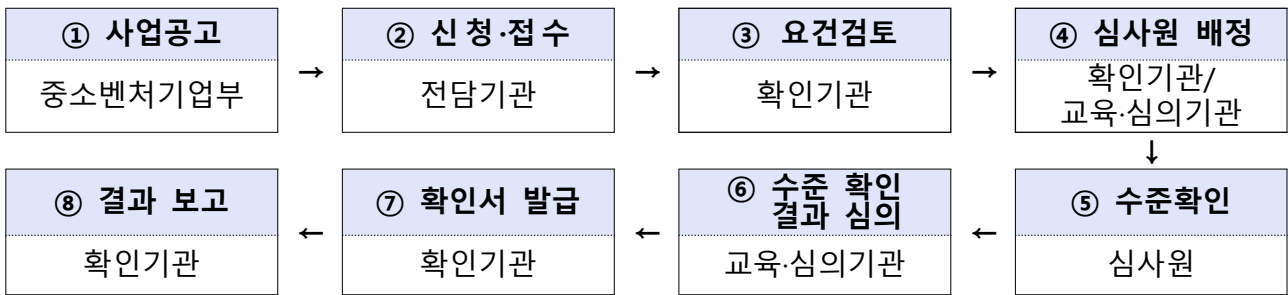 ① 사업공고
중소벤처기업부
→
② 신청·접수
전담기관
→
③ 요건검토
확인기관
→
④ 심사원 배정
확인기관/
교육·심의기관
↓
⑤ 수준확인
심사원
←
⑥ 수준 확인
결과 심의
교육·심의기관
←
⑦ 확인서 발급
확인기관
←
⑧ 결과 보고
확인기관